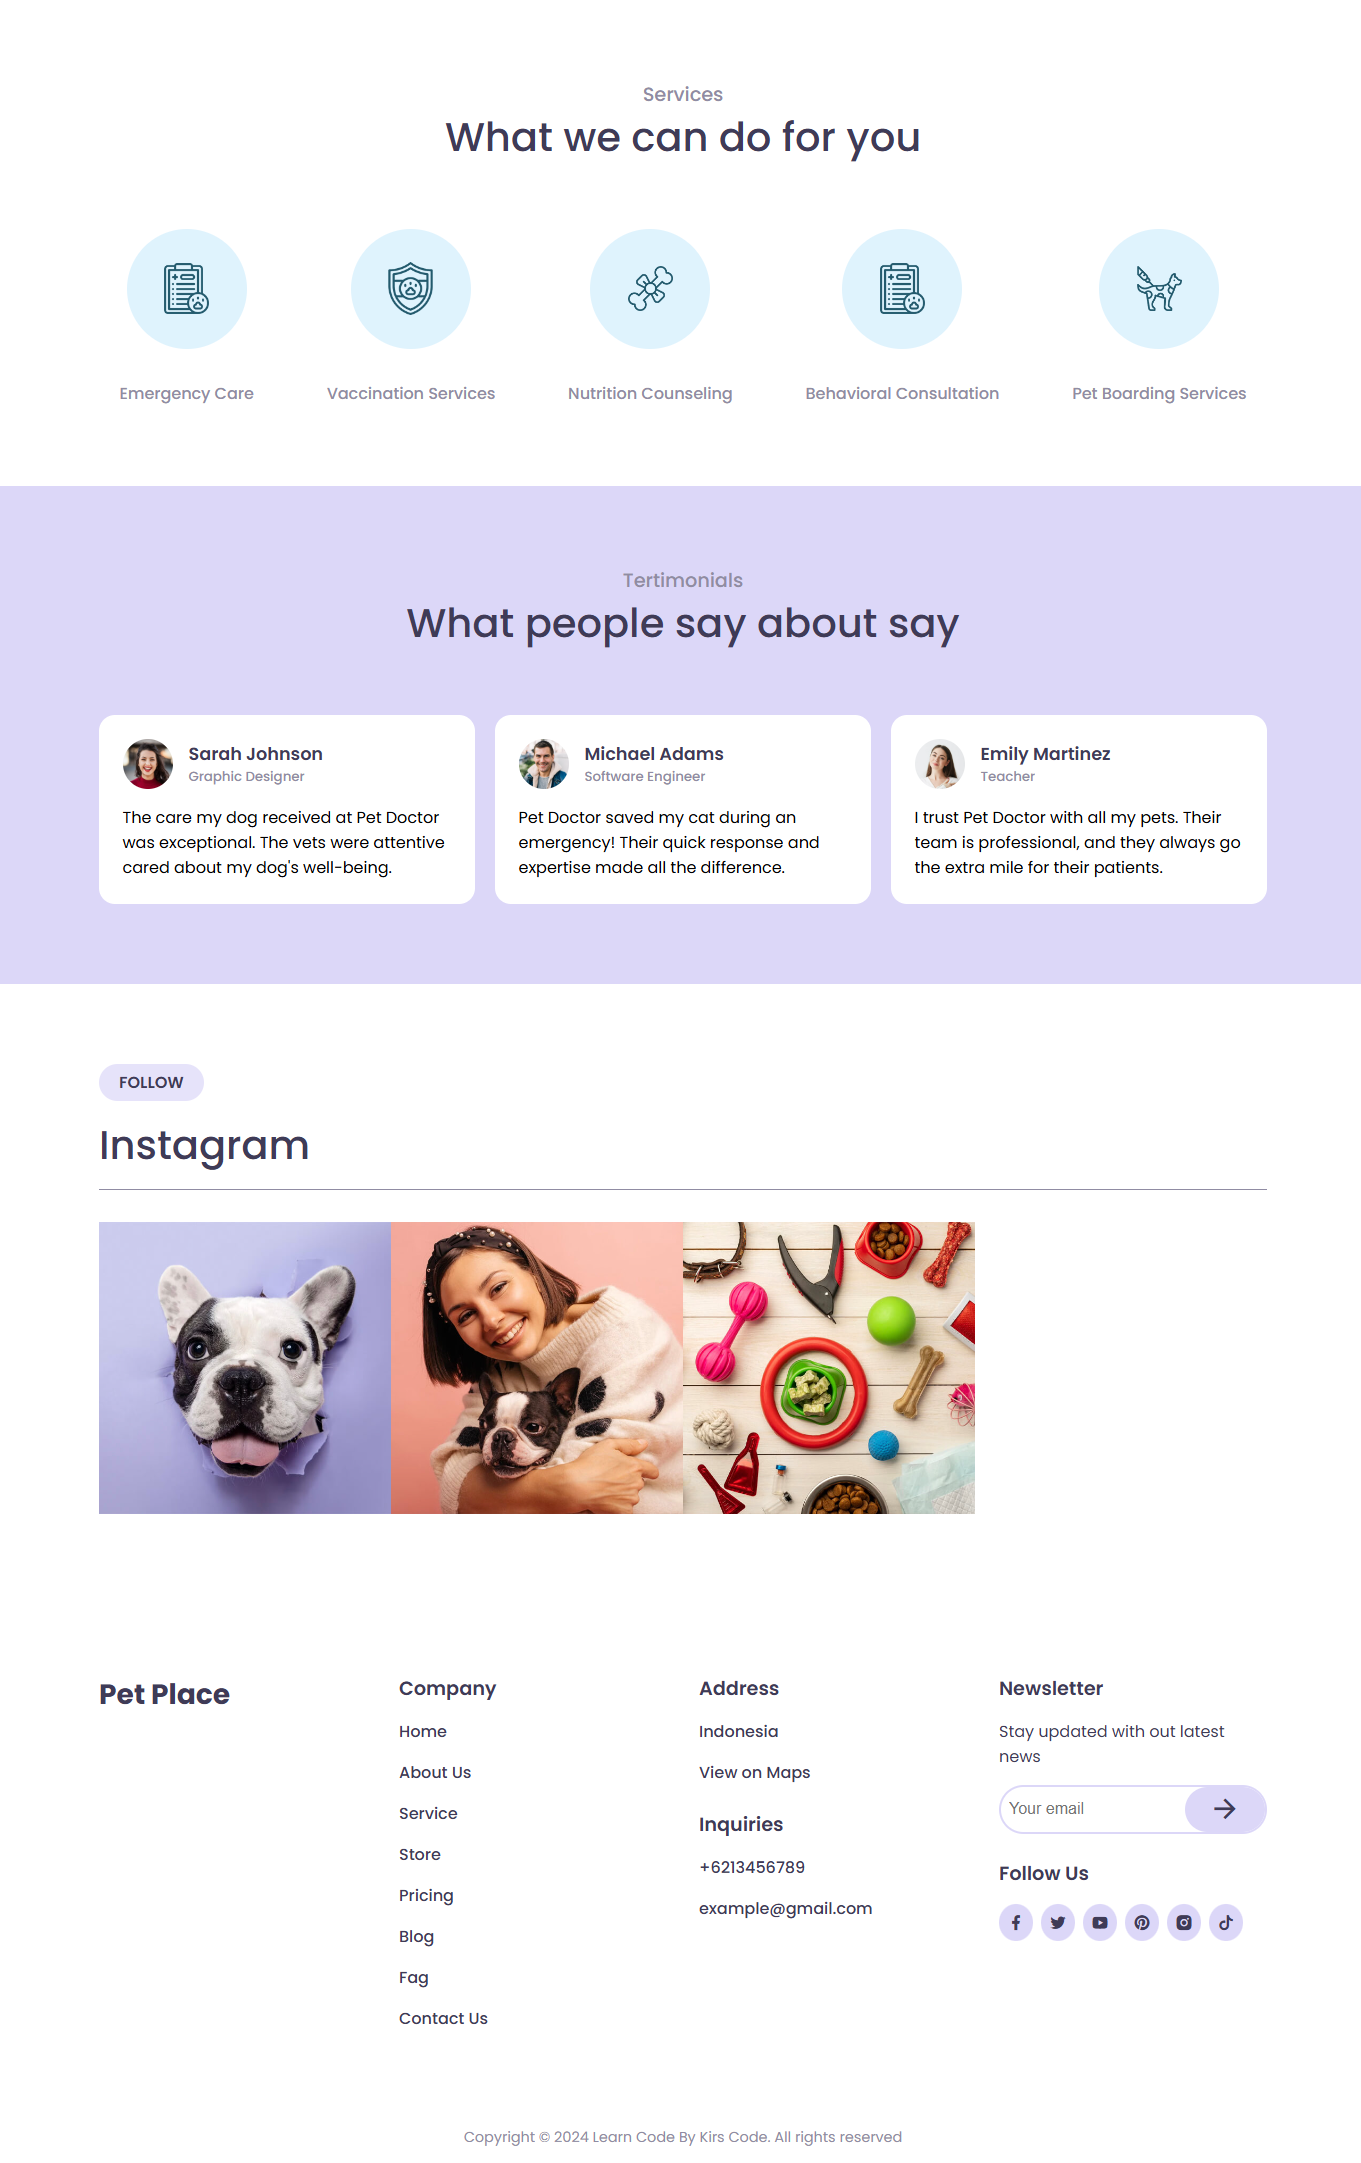 Services
What we can do for you
Emergency Care
Vaccination Services
Nutrition Counseling
Behavioral Consultation
Pet Boarding Services
Tertimonials
What people say about say
Sarah Johnson
Graphic Designer
The care my dog received at Pet Doctor
was exceptional. The vets were attentive
cared about my dog's well-being.
Michael Adams
Software Engineer
Pet Doctor saved my cat during an
emergency! Their quick response and
expertise made all the difference.
Emily Martinez
Teacher
I trust Pet Doctor with all my pets. Their
team is professional, and they always go
the extra mile for their patients.
FOLLOW
Instagram
Pet Place
Company
Home
About Us
Service
Store
Pricing
Blog
Fag
Contact Us
Address
Indonesia
View on Maps
Inquiries
+6213456789
example@gmail.com
Newsletter
Stay updated with out latest
news
Your email
Follow Us
Copyright © 2024 Learn Code By Kirs Code. All rights reserved